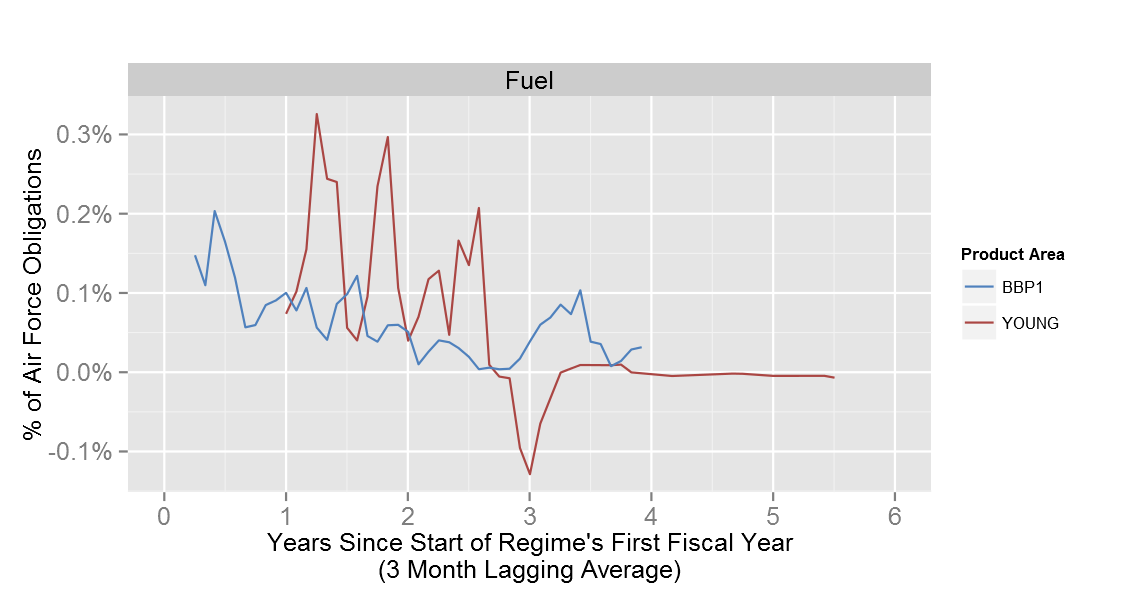 Fuel
% of Air Force Obligations
0.3%
0.2%
0.1%
0.0%
-0.1%
0 1 2 3 4 5 6
Years Since Start of Regime's First Fiscal Year
(3 Month Lagging Average)
Product Area
BBP1
YOUNG